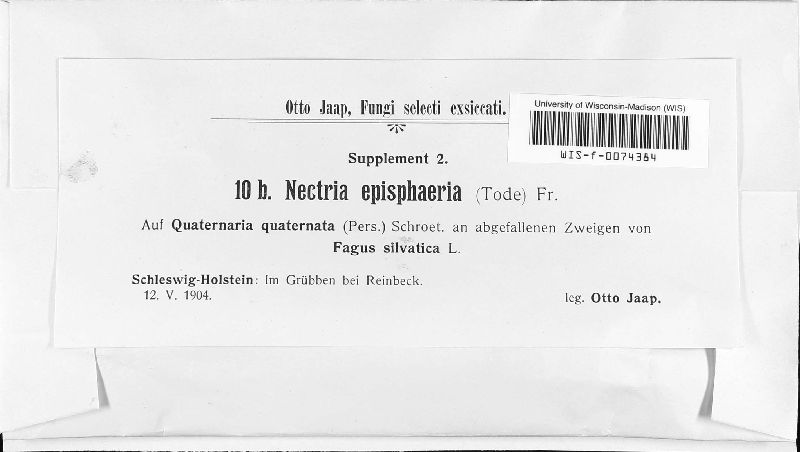 Otto Jaap, Fungi selecti exsiccati.
University of Wisconsin-Madison (WIS)
WIS-f-0074384
Supplement 2.
10 b. Nectria episphaeria (Tode) Fr.
Auf Quaternaria quaternata (Pers.) Schroet. an abgefallenen Zweigen von
Fagus silvatica L.
Schleswig-Holstein: Im Grübben bei Reinbeck.
12. V. 1904.
leg. Otto Jaap.